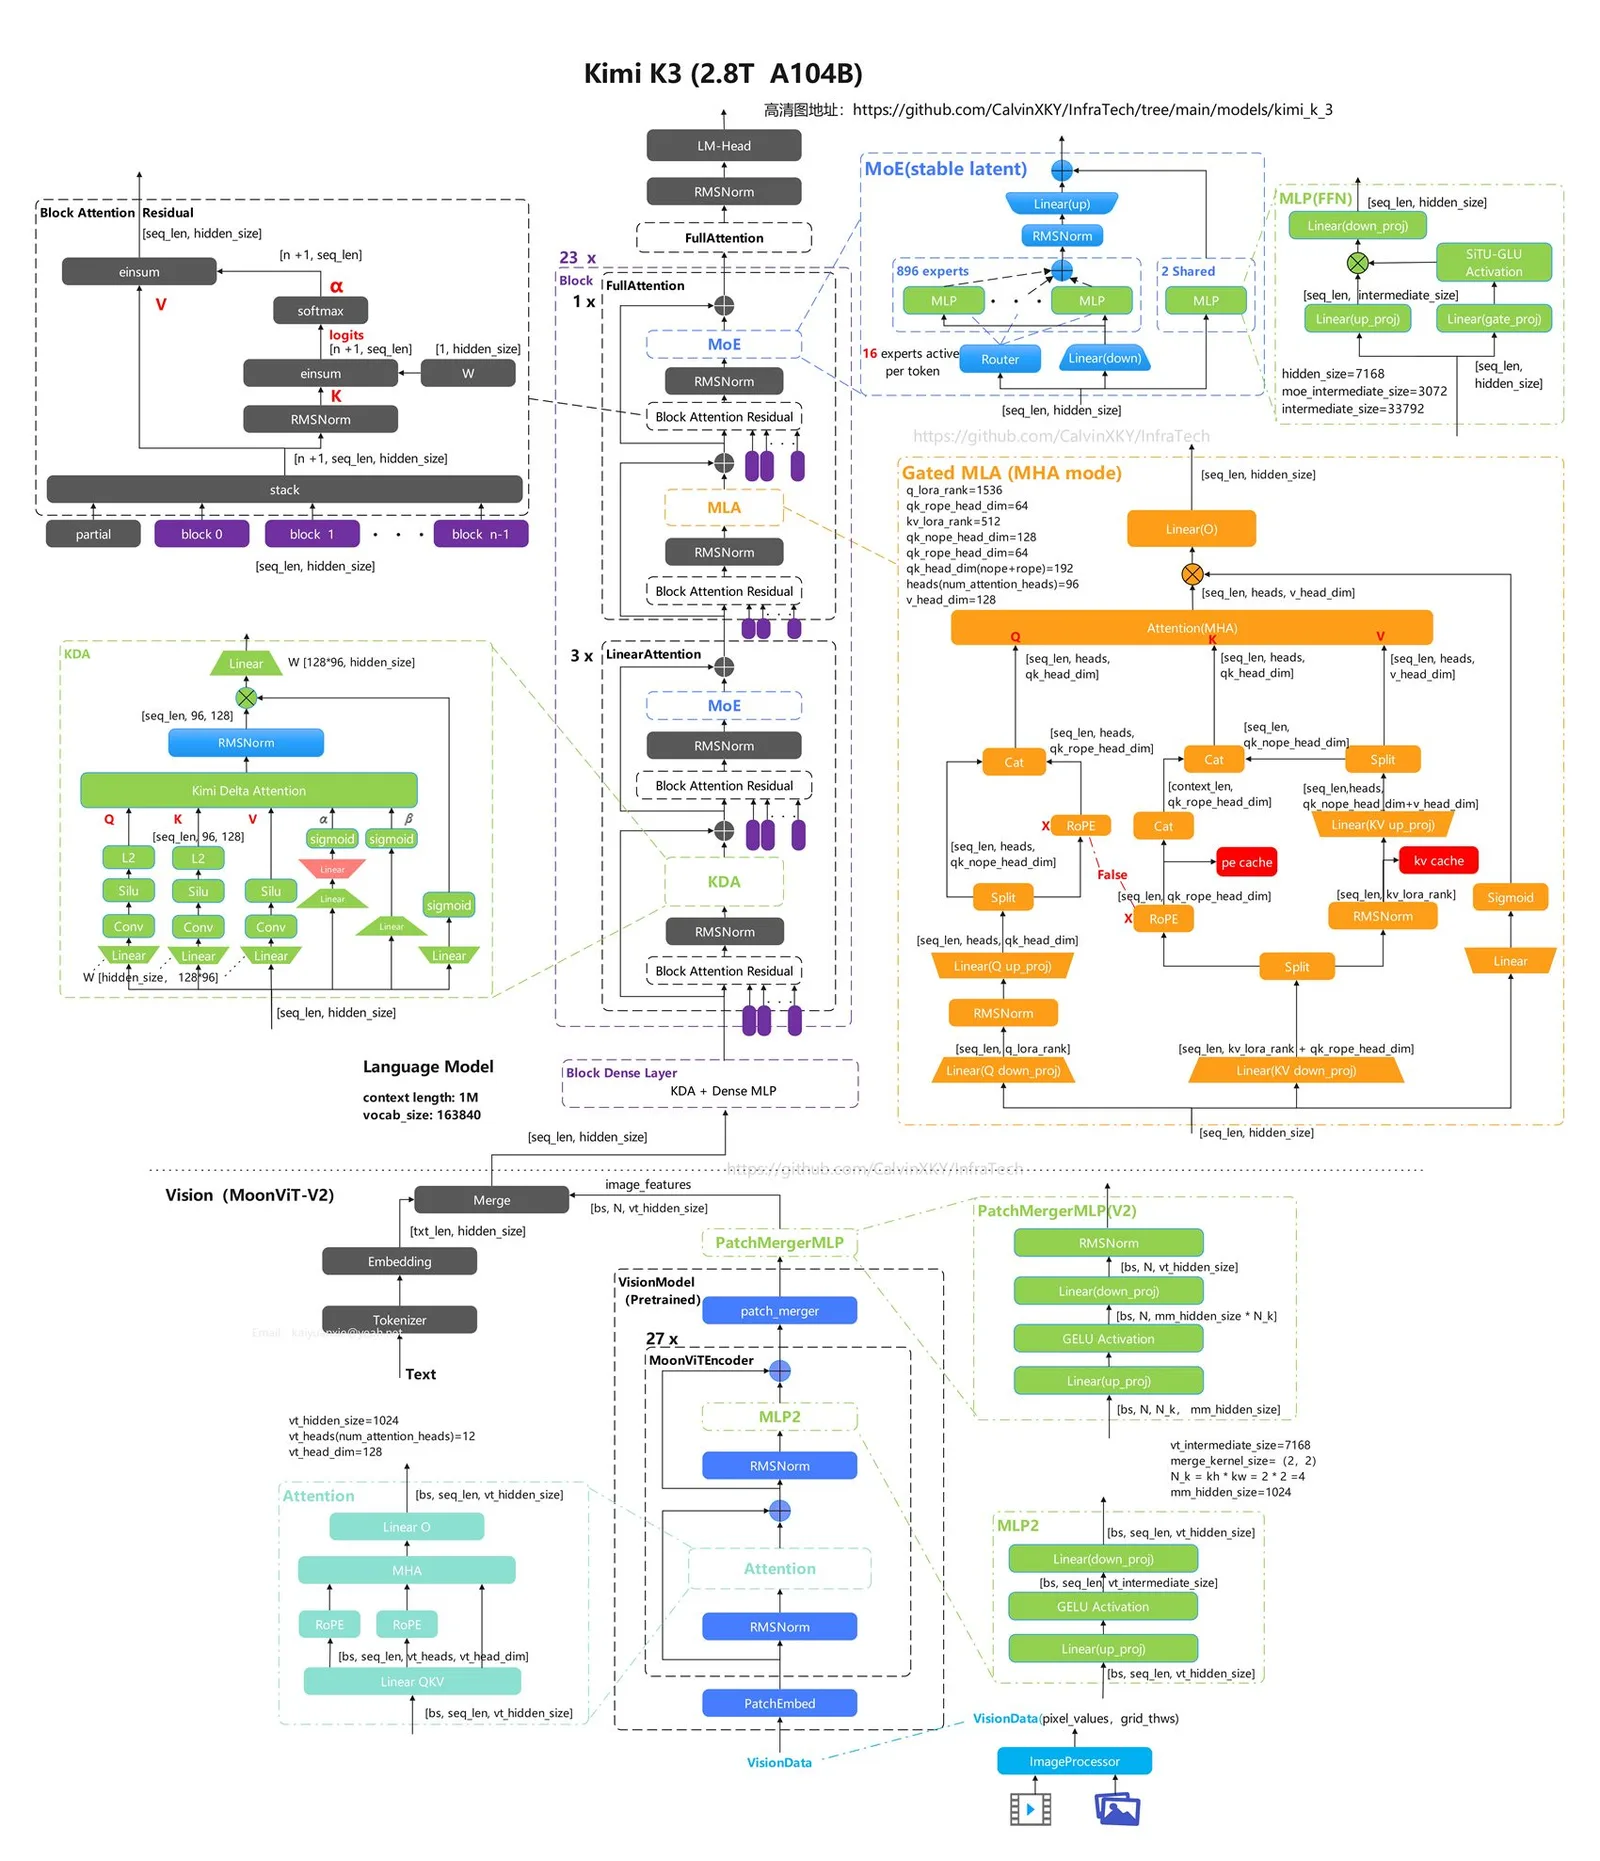 Kimi K3 (2.8T  A104B)
高清图地址：https://github.com/CalvinXKY/InfraTech/tree/main/models/kimi_k_3
LM-Head
RMSNorm
FullAttention
23 x
Block
FullAttention
1 x
MoE
RMSNorm
Block Attention Residual
. . .
MLA
RMSNorm
Block Attention Residual
. . .
3 x
LinearAttention
MoE
RMSNorm
Block Attention Residual
. . .
KDA
RMSNorm
Block Attention Residual
. . .
Block Dense Layer
KDA + Dense MLP
[seq_len, hidden_size]
Block Attention Residual
[seq_len, hidden_size]
[n +1, seq_len]
einsum
α
V
softmax
logits
[n +1, seq_len]
[1, hidden_size]
einsum
W
K
RMSNorm
[n +1, seq_len, hidden_size]
stack
partial
block 0
block 1
. . .
block n-1
[seq_len, hidden_size]
KDA
Linear
W [128*96, hidden_size]
[seq_len, 96, 128]
RMSNorm
Kimi Delta Attention
Q
K
V
α
β
[seq_len, 96, 128]
sigmoid
sigmoid
L2
L2
Linear
Silu
Silu
Silu
Linear
sigmoid
Conv
Conv
Conv
Linear
Linear
Linear
Linear
Linear
W [hidden_size, 128*96]
[seq_len, hidden_size]
MoE(stable latent)
Linear(up)
RMSNorm
896 experts
2 Shared
MLP
. . .
MLP
MLP
16 experts active
per token
Router
Linear(down)
[seq_len, hidden_size]
MLP(FFN)
[seq_len, hidden_size]
Linear(down_proj)
SiTU-GLU
Activation
[seq_len, intermediate_size]
Linear(up_proj)
Linear(gate_proj)
hidden_size=7168
moe_intermediate_size=3072
intermediate_size=33792
[seq_len,
hidden_size]
https://github.com/CalvinXKY/InfraTech
Gated MLA (MHA mode)
q_lora_rank=1536
qk_rope_head_dim=64
kv_lora_rank=512
qk_nope_head_dim=128
qk_rope_head_dim=64
qk_head_dim(nope+rope)=192
heads(num_attention_heads)=96
v_head_dim=128
[seq_len, hidden_size]
Linear(O)
[seq_len, heads, v_head_dim]
Attention(MHA)
Q
K
V
[seq_len, heads,
qk_head_dim]
[seq_len, heads,
qk_head_dim]
[seq_len, heads,
v_head_dim]
[seq_len, heads,
qk_rope_head_dim]
[seq_len,
qk_nope_head_dim]
Cat
Cat
Split
[context_len,
qk_rope_head_dim]
[seq_len,heads,
qk_nope_head_dim+v_head_dim]
X
RoPE
Cat
Linear(KV up_proj)
[seq_len, heads,
qk_nope_head_dim]
False
pe cache
kv cache
Split
[seq_len, qk_rope_head_dim]
[seq_len, kv_lora_rank]
Sigmoid
X
RoPE
RMSNorm
[seq_len, heads, qk_head_dim]
Linear(Q up_proj)
Split
Linear
RMSNorm
[seq_len, q_lora_rank]
[seq_len, kv_lora_rank + qk_rope_head_dim]
Linear(Q down_proj)
Linear(KV down_proj)
[seq_len, hidden_size]
Language Model
context length: 1M
vocab_size: 163840
https://github.com/CalvinXKY/InfraTech
Vision（MoonViT-V2）
Merge
image_features
[bs, N, vt_hidden_size]
[txt_len, hidden_size]
Embedding
Tokenizer
Email kaiyuanxie@yeah.net
Text
PatchMergerMLP
VisionModel
（Pretrained）
patch_merger
27 x
MoonViTEncoder
MLP2
RMSNorm
Attention
RMSNorm
PatchEmbed
VisionData
vt_hidden_size=1024
vt_heads(num_attention_heads)=12
vt_head_dim=128
Attention
[bs, seq_len, vt_hidden_size]
Linear O
MHA
RoPE
RoPE
[bs, seq_len, vt_heads, vt_head_dim]
Linear QKV
[bs, seq_len, vt_hidden_size]
PatchMergerMLP(V2)
RMSNorm
[bs, N, vt_hidden_size]
Linear(down_proj)
[bs, N, mm_hidden_size * N_k]
GELU Activation
Linear(up_proj)
[bs, N, N_k, mm_hidden_size]
vt_intermediate_size=7168
merge_kernel_size=（2，2）
N_k = kh * kw = 2 * 2 =4
mm_hidden_size=1024
MLP2
[bs, seq_len, vt_hidden_size]
Linear(down_proj)
[bs, seq_len, vt_intermediate_size]
GELU Activation
Linear(up_proj)
[bs, seq_len, vt_hidden_size]
VisionData(pixel_values, grid_thws)
ImageProcessor